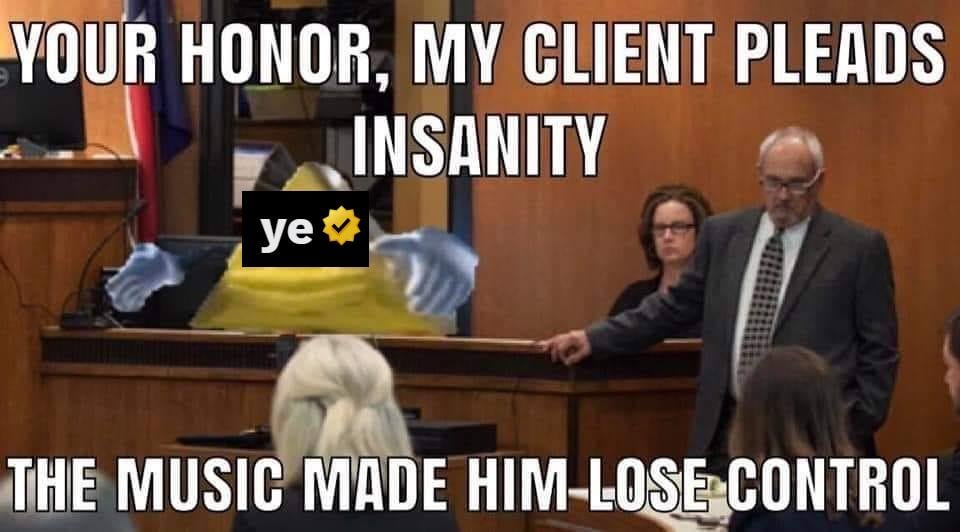 YOUR HONOR, MY CLIENT PLEADS
INSANITY
ye
THE MUSIC MADE HIM LOSE CONTROL